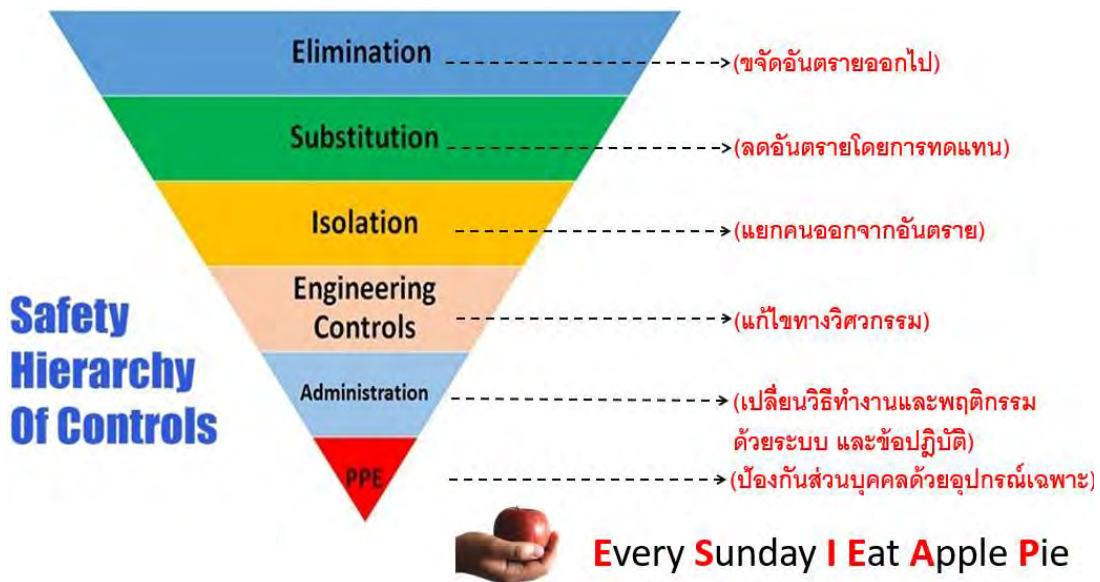 Elimination
(ขจัดอันตรายออกไป)
Substitution
(ลดอันตรายโดยการทดแทน)
Isolation
(แยกคนออกจากอันตราย)
Engineering
Controls
(แก้ไขทางวิศวกรรม)
Administration
(เปลี่ยนวิธีทำงานและพฤติกรรม
ด้วยระบบ และข้อปฏิบัติ)
PPE
(ป้องกันส่วนบุคคลด้วยอุปกรณ์เฉพาะ)
Safety
Hierarchy
Of Controls
Every Sunday I Eat Apple Pie